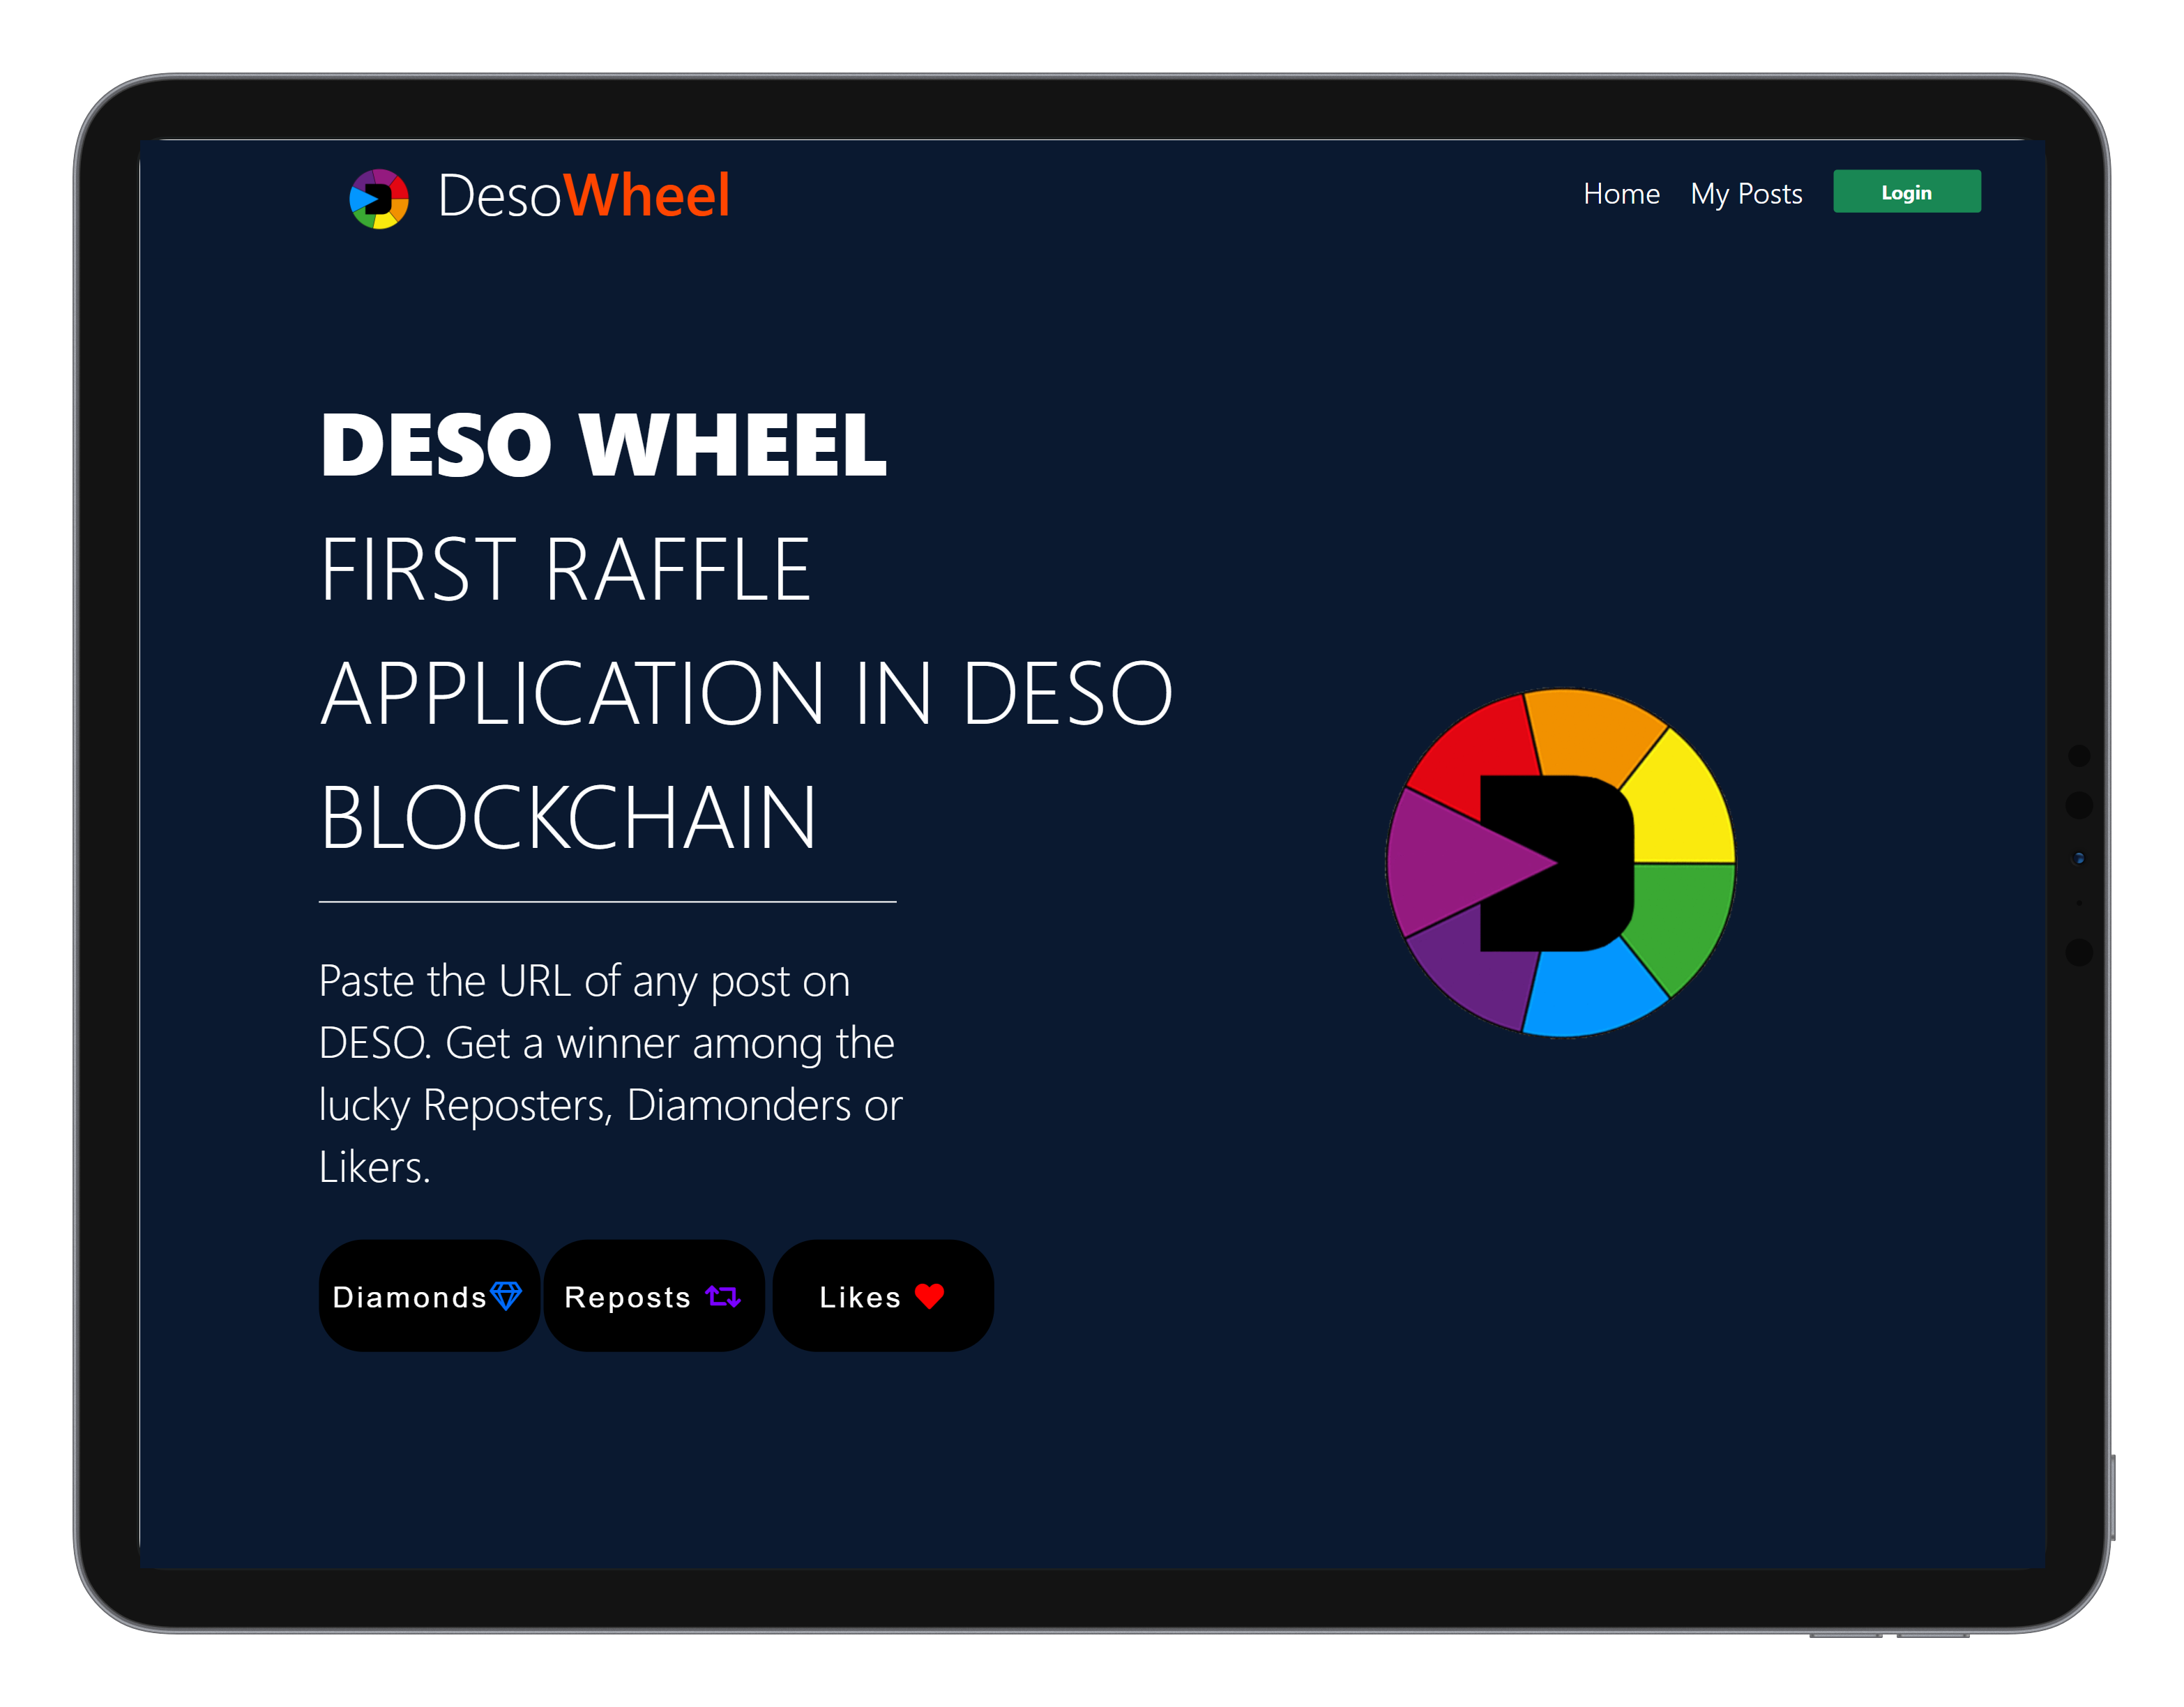 DesoWheel
Home My Posts Login
DESO WHEEL
FIRST RAFFLE
APPLICATION IN DESO
BLOCKCHAIN
Paste the URL of any post on
DESO. Get a winner among the
lucky Reposters, Diamonders or
Likers.
Diamonds Reposts Likes